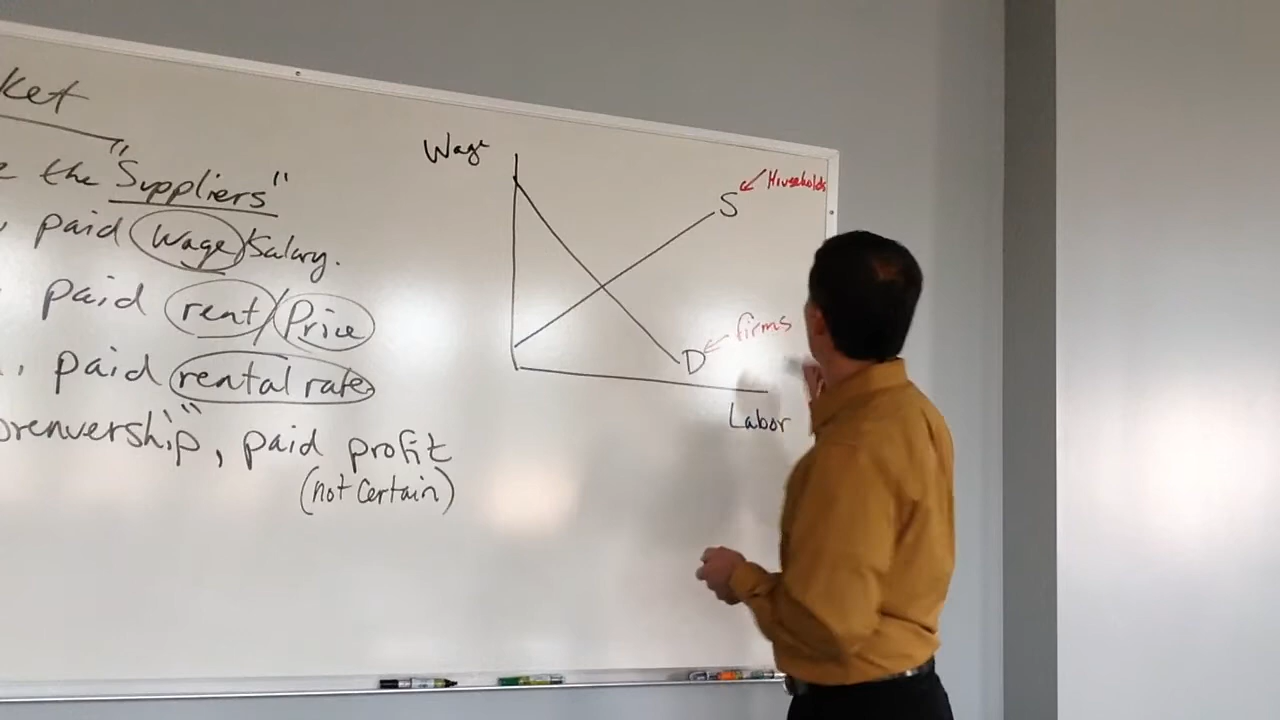 ket
e the "Suppliers"
, paid Wage/Salary.
, paid rent/Price
., paid rental rate
prenuership", paid profit
(not certain)
Wage
S
Households
D
firms
Labor